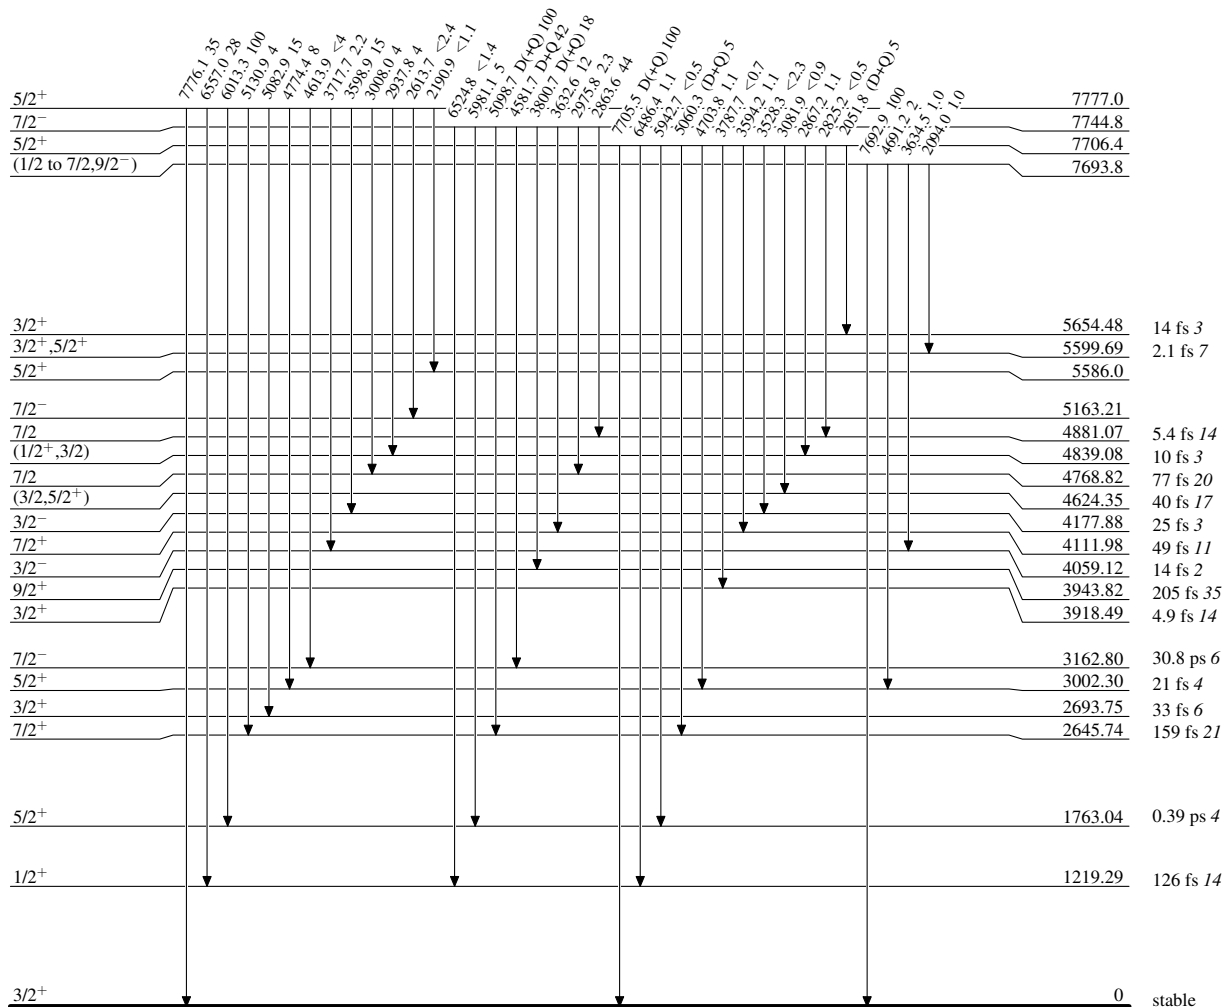 7776.1 35
6557.0 28
6013.3 100
5130.9 4
5082.9 15
4774.4 8
4613.9 <4
3717.7 2.2
3598.9 15
3008.0 4
2937.8 4
2613.7 <2.4
2190.9 <1.1
6524.8 <1.4
5981.1 5
5098.7 D(+Q) 100
4581.7 D+Q 42
3800.7 D(+Q) 18
3632.6 12
2975.8 2.3
2863.6 44
7705.5 D(+Q) 100
6486.4 1.1
5942.7 <0.5
5060.3 (D+Q) 5
4703.8 1.1
3787.7 <0.7
3594.2 1.1
3528.3 <2.3
3081.9 <0.9
2867.2 1.1
2825.2 <0.5
2051.8 (D+Q) 5
7692.9 100
4691.2 2
3634.5 1.0
2094.0 1.0
5/2+ 7777.0
7/2− 7744.8
5/2+ 7706.4
(1/2 to 7/2,9/2−) 7693.8
3/2+ 5654.48 14 fs 3
3/2+,5/2+ 5599.69 2.1 fs 7
5/2+ 5586.0
7/2− 5163.21
7/2 4881.07 5.4 fs 14
(1/2+,3/2) 4839.08 10 fs 3
7/2 4768.82 77 fs 20
(3/2,5/2+) 4624.35 40 fs 17
3/2− 4177.88 25 fs 3
7/2+ 4111.98 49 fs 11
3/2− 4059.12 14 fs 2
9/2+ 3943.82 205 fs 35
3/2+ 3918.49 4.9 fs 14
7/2− 3162.80 30.8 ps 6
5/2+ 3002.30 21 fs 4
3/2+ 2693.75 33 fs 6
7/2+ 2645.74 159 fs 21
5/2+ 1763.04 0.39 ps 4
1/2+ 1219.29 126 fs 14
3/2+ 0 stable